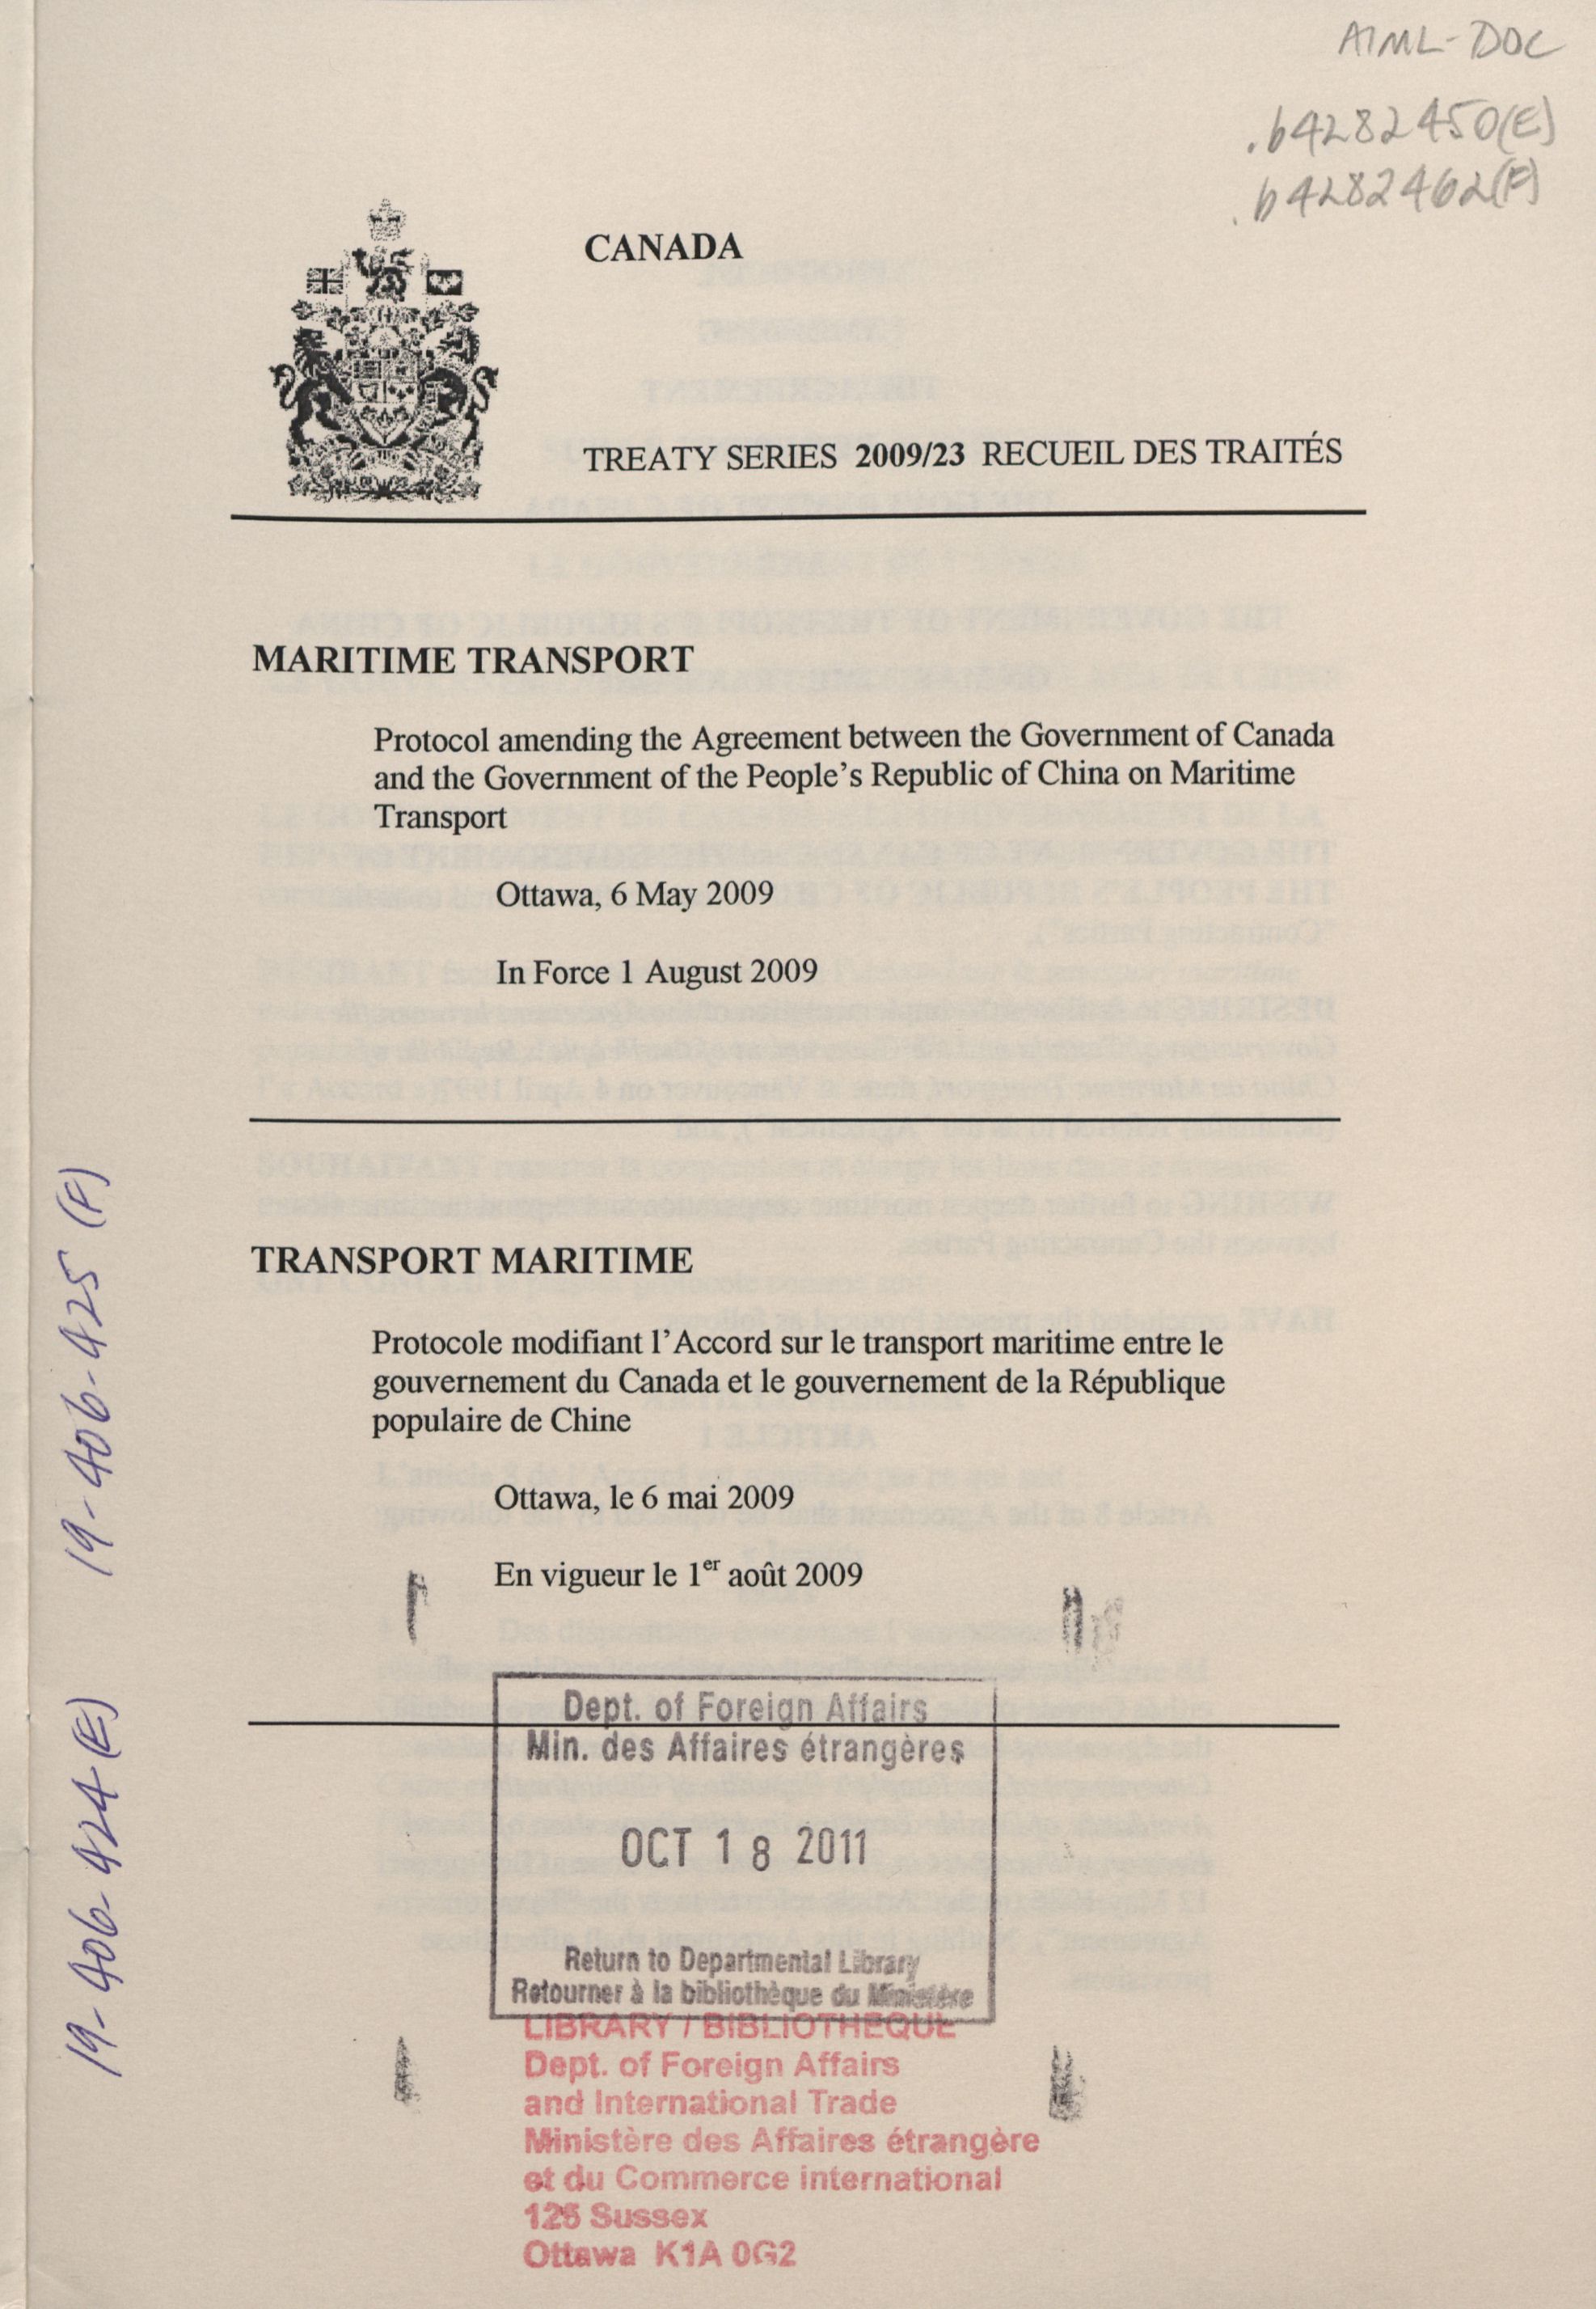 AIML-DOC
.b4282450(E)
.b4282462(F)
CANADA
TREATY SERIES 2009/23 RECUEIL DES TRAITÉS
MARITIME TRANSPORT
Protocol amending the Agreement between the Government of Canada
and the Government of the People's Republic of China on Maritime
Transport
Ottawa, 6 May 2009
In Force 1 August 2009
TRANSPORT MARITIME
Protocole modifiant l'Accord sur le transport maritime entre le
gouvernement du Canada et le gouvernement de la République
populaire de Chine
Ottawa, le 6 mai 2009
En vigueur le 1er août 2009
19-406-425 (F)
19-406-424 (E)
Dept. of Foreign Affairs
Min. des Affaires étrangères
OCT 18 2011
Return to Departmental Library
Retourner à la bibliothèque du Ministère
LIBRARY / BIBLIOTHEQUE
Dept. of Foreign Affairs
and International Trade
Ministère des Affaires étrangère
et du Commerce international
125 Sussex
Ottawa K1A 0G2